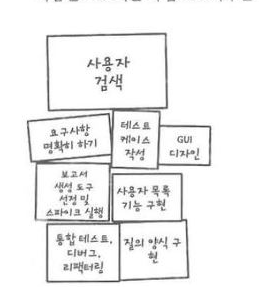 사용자
검색
요구사항
명확히 하기
테스트
케이스
작성
GUI
디자인
보고서
생성 도구
선정 및
스파이크 실행
사용자 목록
기능 구현
통합 테스트,
디버그,
리팩터링
질의 양식 구
현